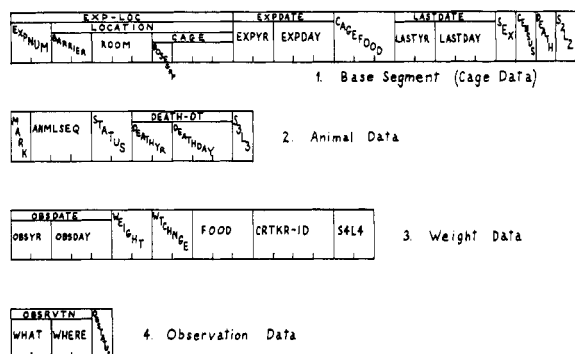 EXP-LOC EXPDATE LASTDATE
LOCATION
EXPNUM BARRIER ROOM CAGE EXPYR EXPDAY CAGEFOOD LASTYR LASTDAY SEX CENSUS DEATH S2L2
1. Base Segment (Cage Data)
DEATH-DT
MARK ANMLSEQ STATUS DEATHYR DEATHDAY S3L3
2. Animal Data
OBSDATE
OBSYR OBSDAY WEIGHT WTCHNGE FOOD CRTKR-ID S4L4
3. Weight Data
OBSRVTN
WHAT WHERE
4. Observation Data